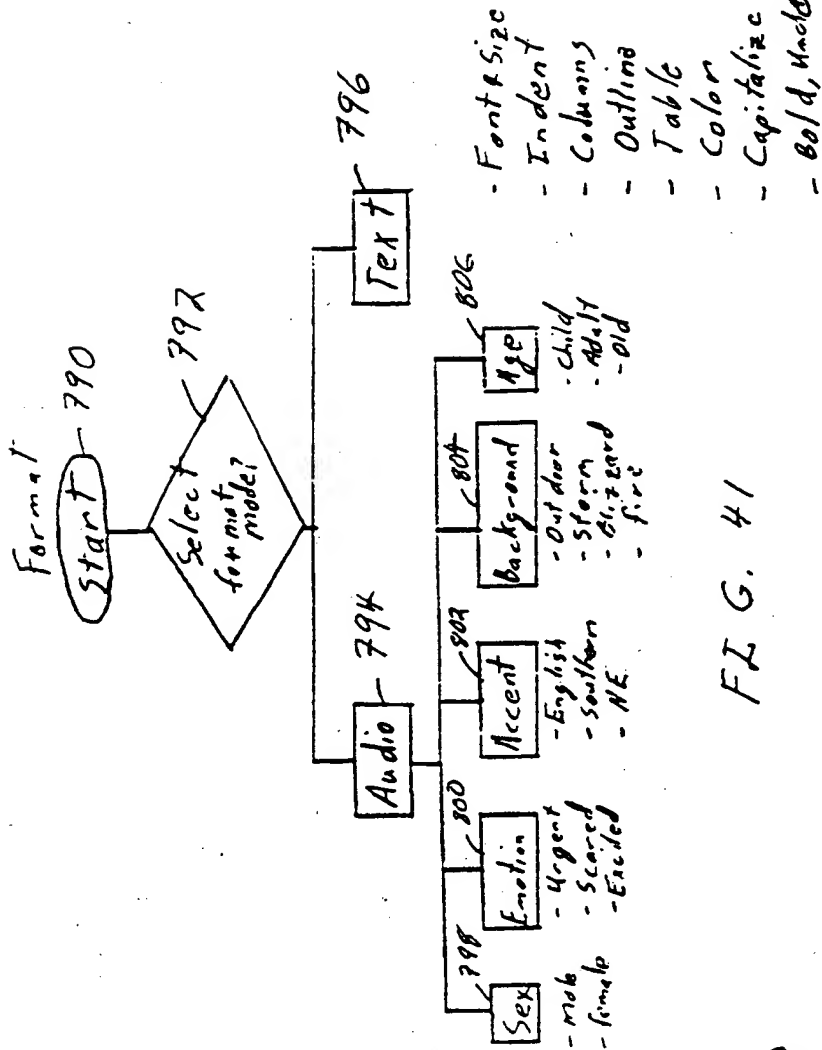 Format
Start 790
Select format mode? 792
Audio 794
Text 796
Sex 798
- male
- female
Emotion 800
- Urgent
- Scared
- Excited
Accent 802
- English
- Southern
- NE
Background 804
- Outdoor
- Storm
- Blizzard
- fire
Age 806
- Child
- Adult
- Old
- Font & Size
- Indent
- Columns
- Outline
- Table
- Color
- Capitalize
- Bold,
FIG. 41